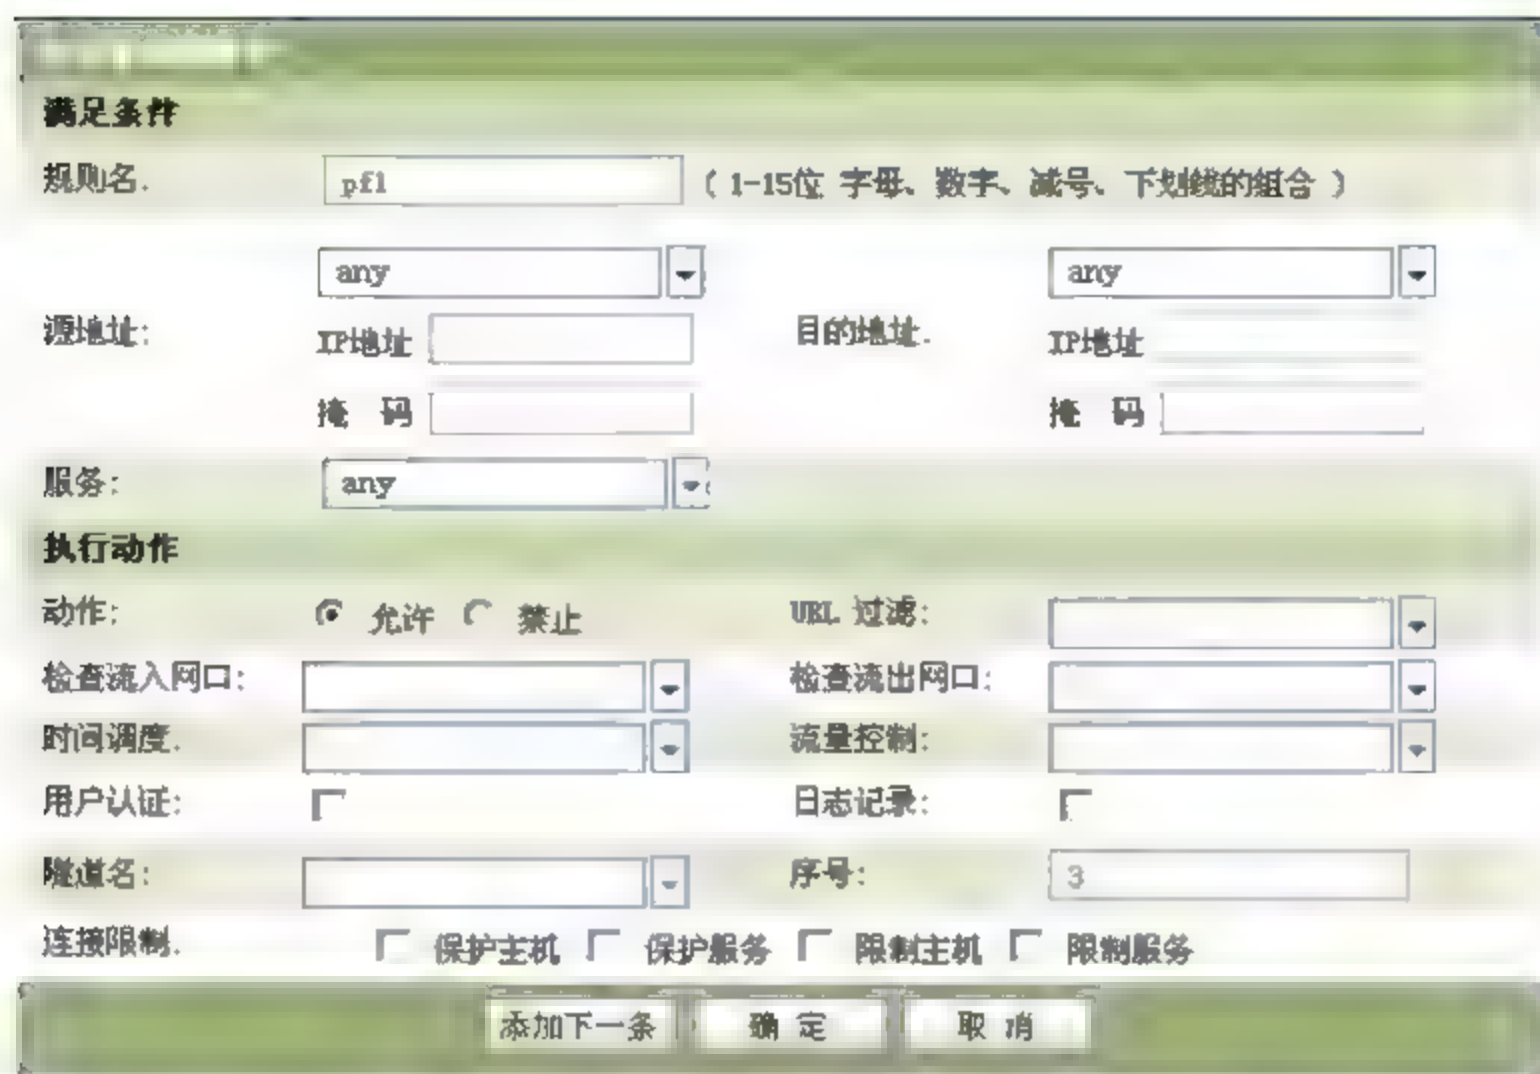 满足条件
规则名: pf1 ( 1-15位 字母、数字、减号、下划线的组合 )
any any
源地址: IP地址 目的地址: IP地址
掩 码 掩 码
服务: any
执行动作
动作: 允许 禁止 URL 过滤:
检查流入网口: 检查流出网口:
时间调度: 流量控制:
用户认证: 日志记录:
隧道名: 序号: 3
连接限制: 保护主机 保护服务 限制主机 限制服务
添加下一条 确 定 取 消